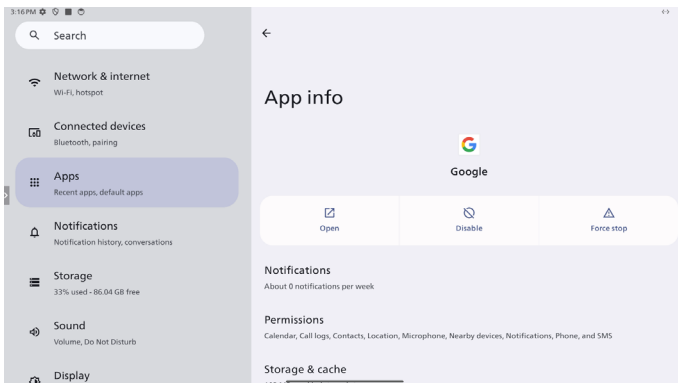 3:16 PM
Search
Network & internet
Wi-Fi, hotspot
Connected devices
Bluetooth, pairing
Apps
Recent apps, default apps
Notifications
Notification history, conversations
Storage
33% used - 86.04 GB free
Sound
Volume, Do Not Disturb
Display
App info
Google
Open
Disable
Force stop
Notifications
About 0 notifications per week
Permissions
Calendar, Call logs, Contacts, Location, Microphone, Nearby devices, Notifications, Phone, and SMS
Storage & cache